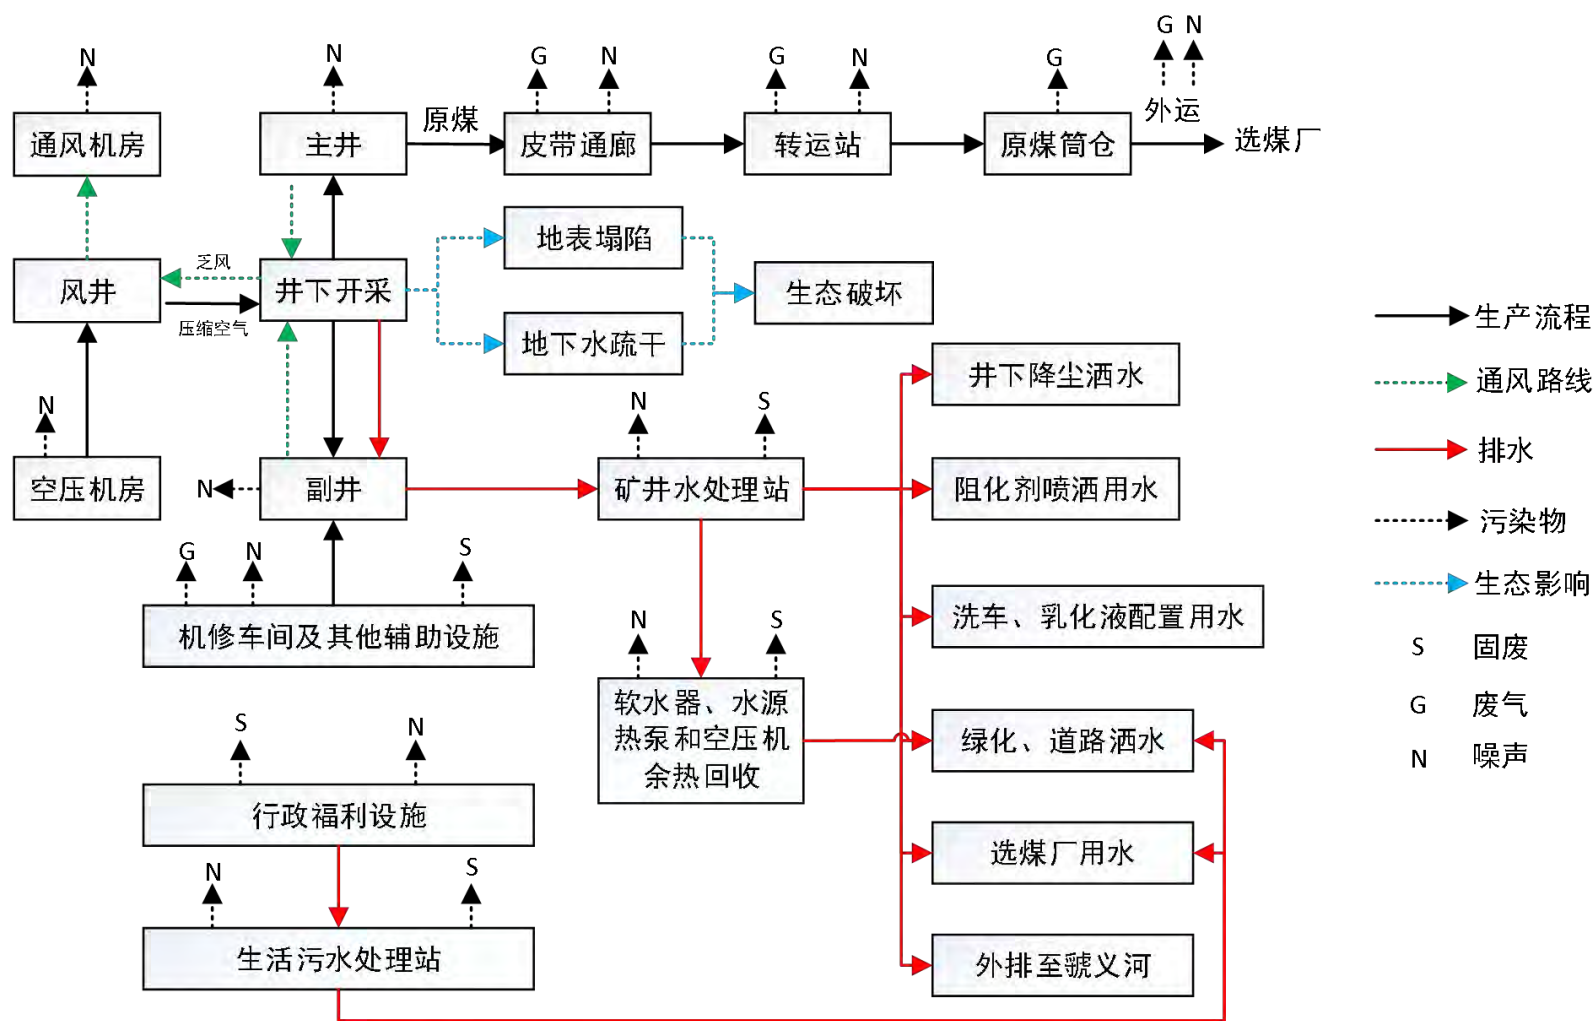 G N
N N G N G N G
外运
通风机房 主井 原煤 皮带通廊 转运站 原煤筒仓 选煤厂
地表塌陷
乏风
风井 井下开采 生态破坏
压缩空气
地下水疏干
生产流程
井下降尘洒水
通风路线
N N S
排水
空压机房 N 副井 矿井水处理站 阻化剂喷洒用水
污染物
G N S
生态影响
机修车间及其他辅助设施 N S 洗车、乳化液配置用水
S 固废
软水器、水源
热泵和空压机
余热回收
G 废气
S N
绿化、道路洒水
N 噪声
行政福利设施
选煤厂用水
N S
生活污水处理站 外排至虢义河